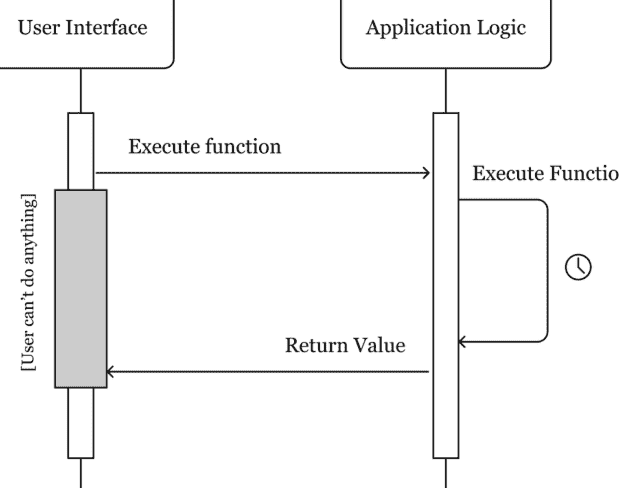 User Interface
Application Logic
Execute function
Execute Functio
[User can't do anything]
Return Value